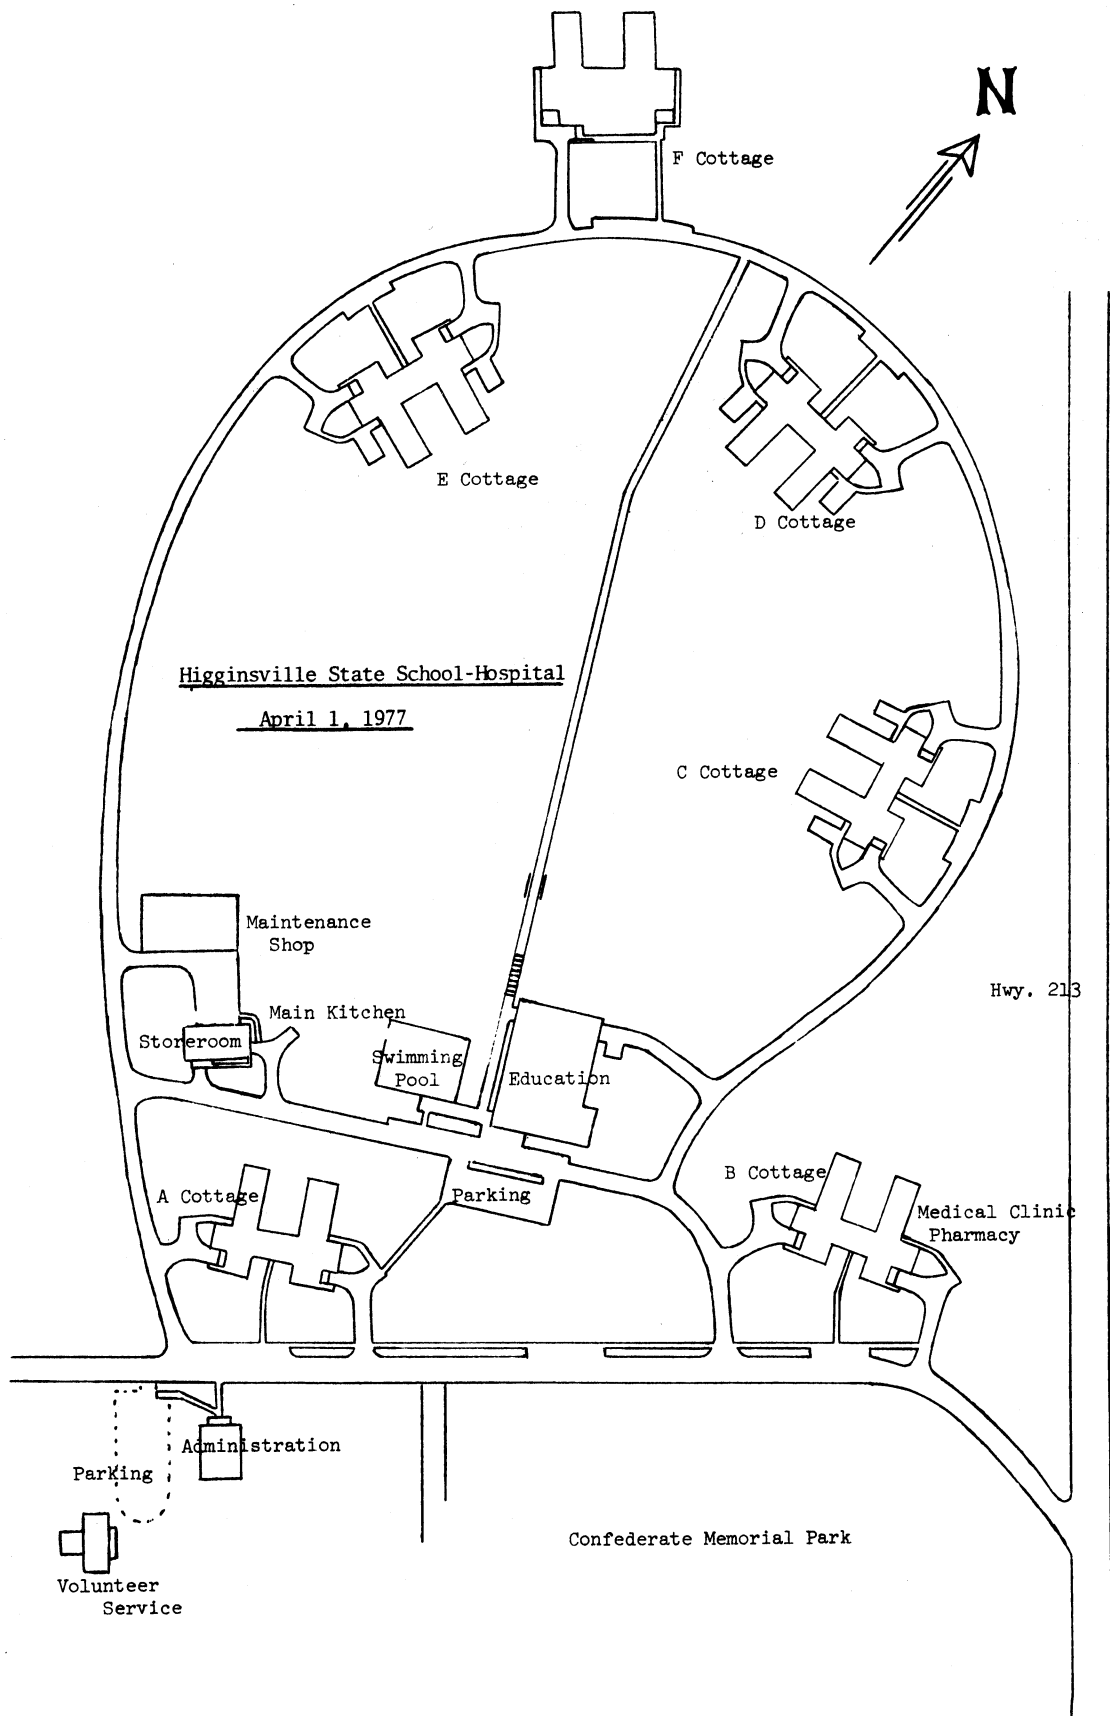 N
F Cottage
E Cottage
D Cottage
Higginsville State School-Hospital
April 1, 1977
C Cottage
Maintenance
Shop
Hwy. 213
Main Kitchen
Storeroom
Swimming
Pool
Education
A Cottage
Parking
B Cottage
Medical Clinic
Pharmacy
Administration
Parking
Confederate Memorial Park
Volunteer
Service